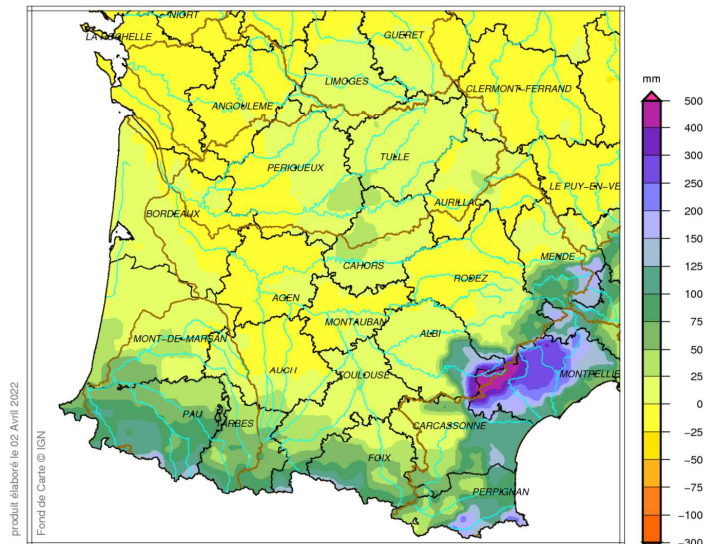 NIORT
LA ROCHELLE
GUERET
LIMOGES
CLERMONT-FERRAND
ANGOULEME
PERIGUEUX
TULLE
LE PUY-EN-VE
AURILLAC
BORDEAUX
CAHORS
MENDE
RODEZ
AGEN
MONTAUBAN
ALBI
MONT-DE-MARSAN
AUCH
TOULOUSE
MONTPELLIE
PAU
TARBES
CARCASSONNE
FOIX
PERPIGNAN
mm
500
400
300
200
150
125
100
75
50
25
0
-25
-50
-75
-100
-300
produit élaboré le 02 Avril 2022
Fond de Carte © IGN